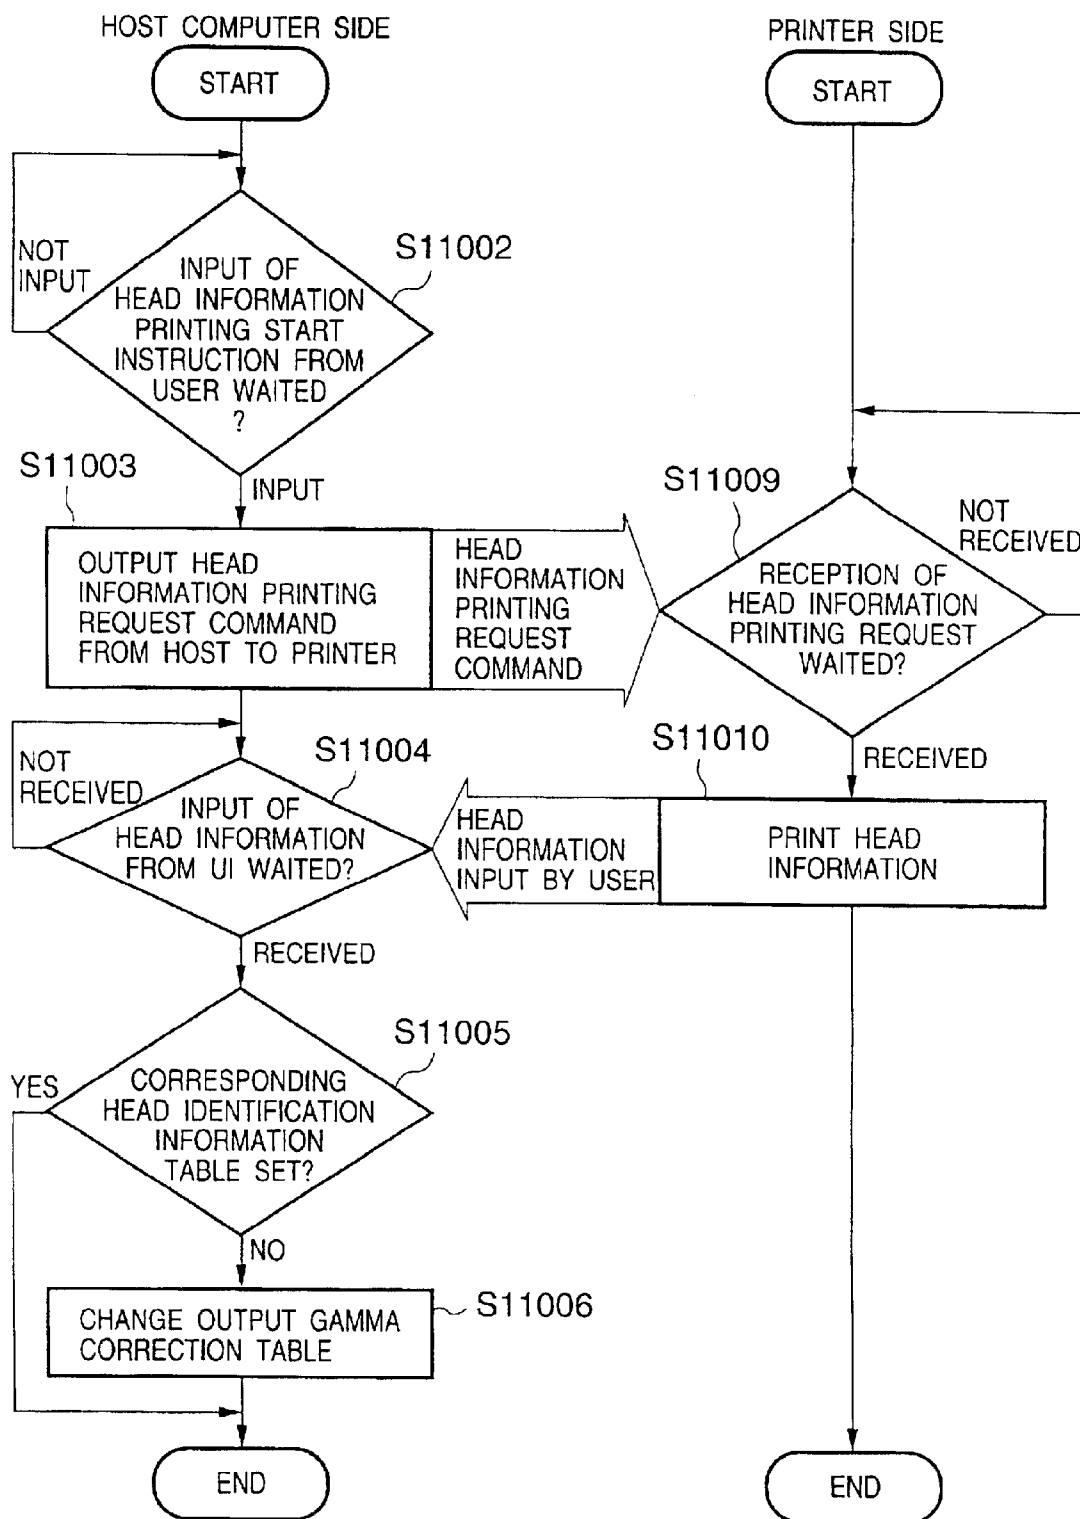 HOST COMPUTER SIDE
START
NOT
INPUT
S11002
INPUT OF
HEAD INFORMATION
PRINTING START
INSTRUCTION FROM
USER WAITED
?
INPUT
S11003
OUTPUT HEAD
INFORMATION PRINTING
REQUEST COMMAND
FROM HOST TO PRINTER
HEAD
INFORMATION
PRINTING
REQUEST
COMMAND
NOT
RECEIVED
S11004
INPUT OF
HEAD INFORMATION
FROM UI WAITED?
HEAD
INFORMATION
INPUT BY USER
RECEIVED
S11005
YES
CORRESPONDING
HEAD IDENTIFICATION
INFORMATION
TABLE SET?
NO
S11006
CHANGE OUTPUT GAMMA
CORRECTION TABLE
END
PRINTER SIDE
START
S11009
NOT
RECEIVED
RECEPTION OF
HEAD INFORMATION
PRINTING REQUEST
WAITED?
S11010
RECEIVED
PRINT HEAD
INFORMATION
END